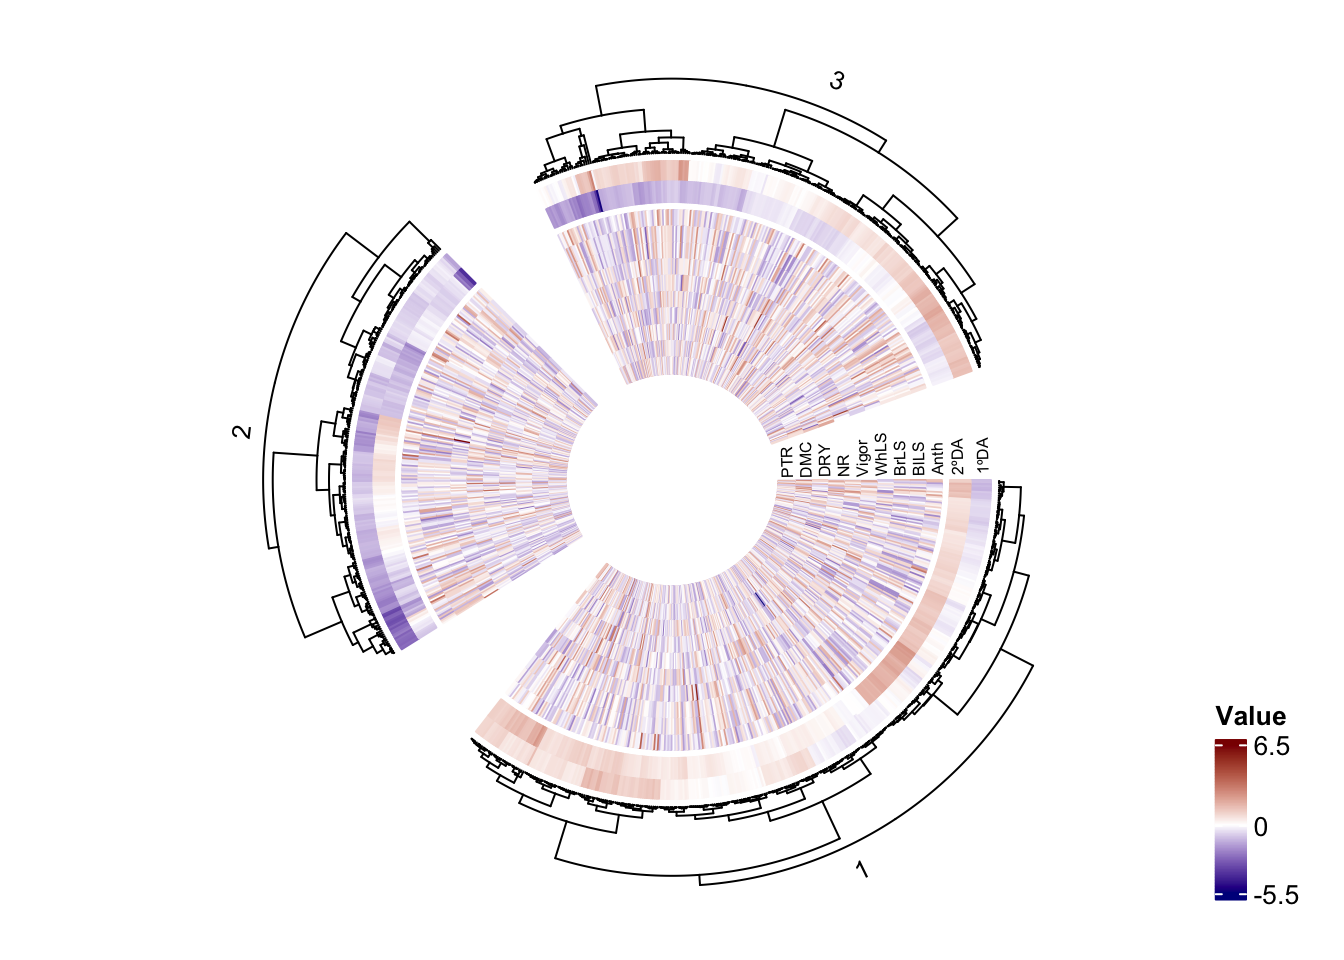 3
2
1
PTR
DMC
DRY
NR
Vigor
WhLS
BrLS
BlLS
Anth
2ºDA
1ºDA
Value
6.5
0
-5.5